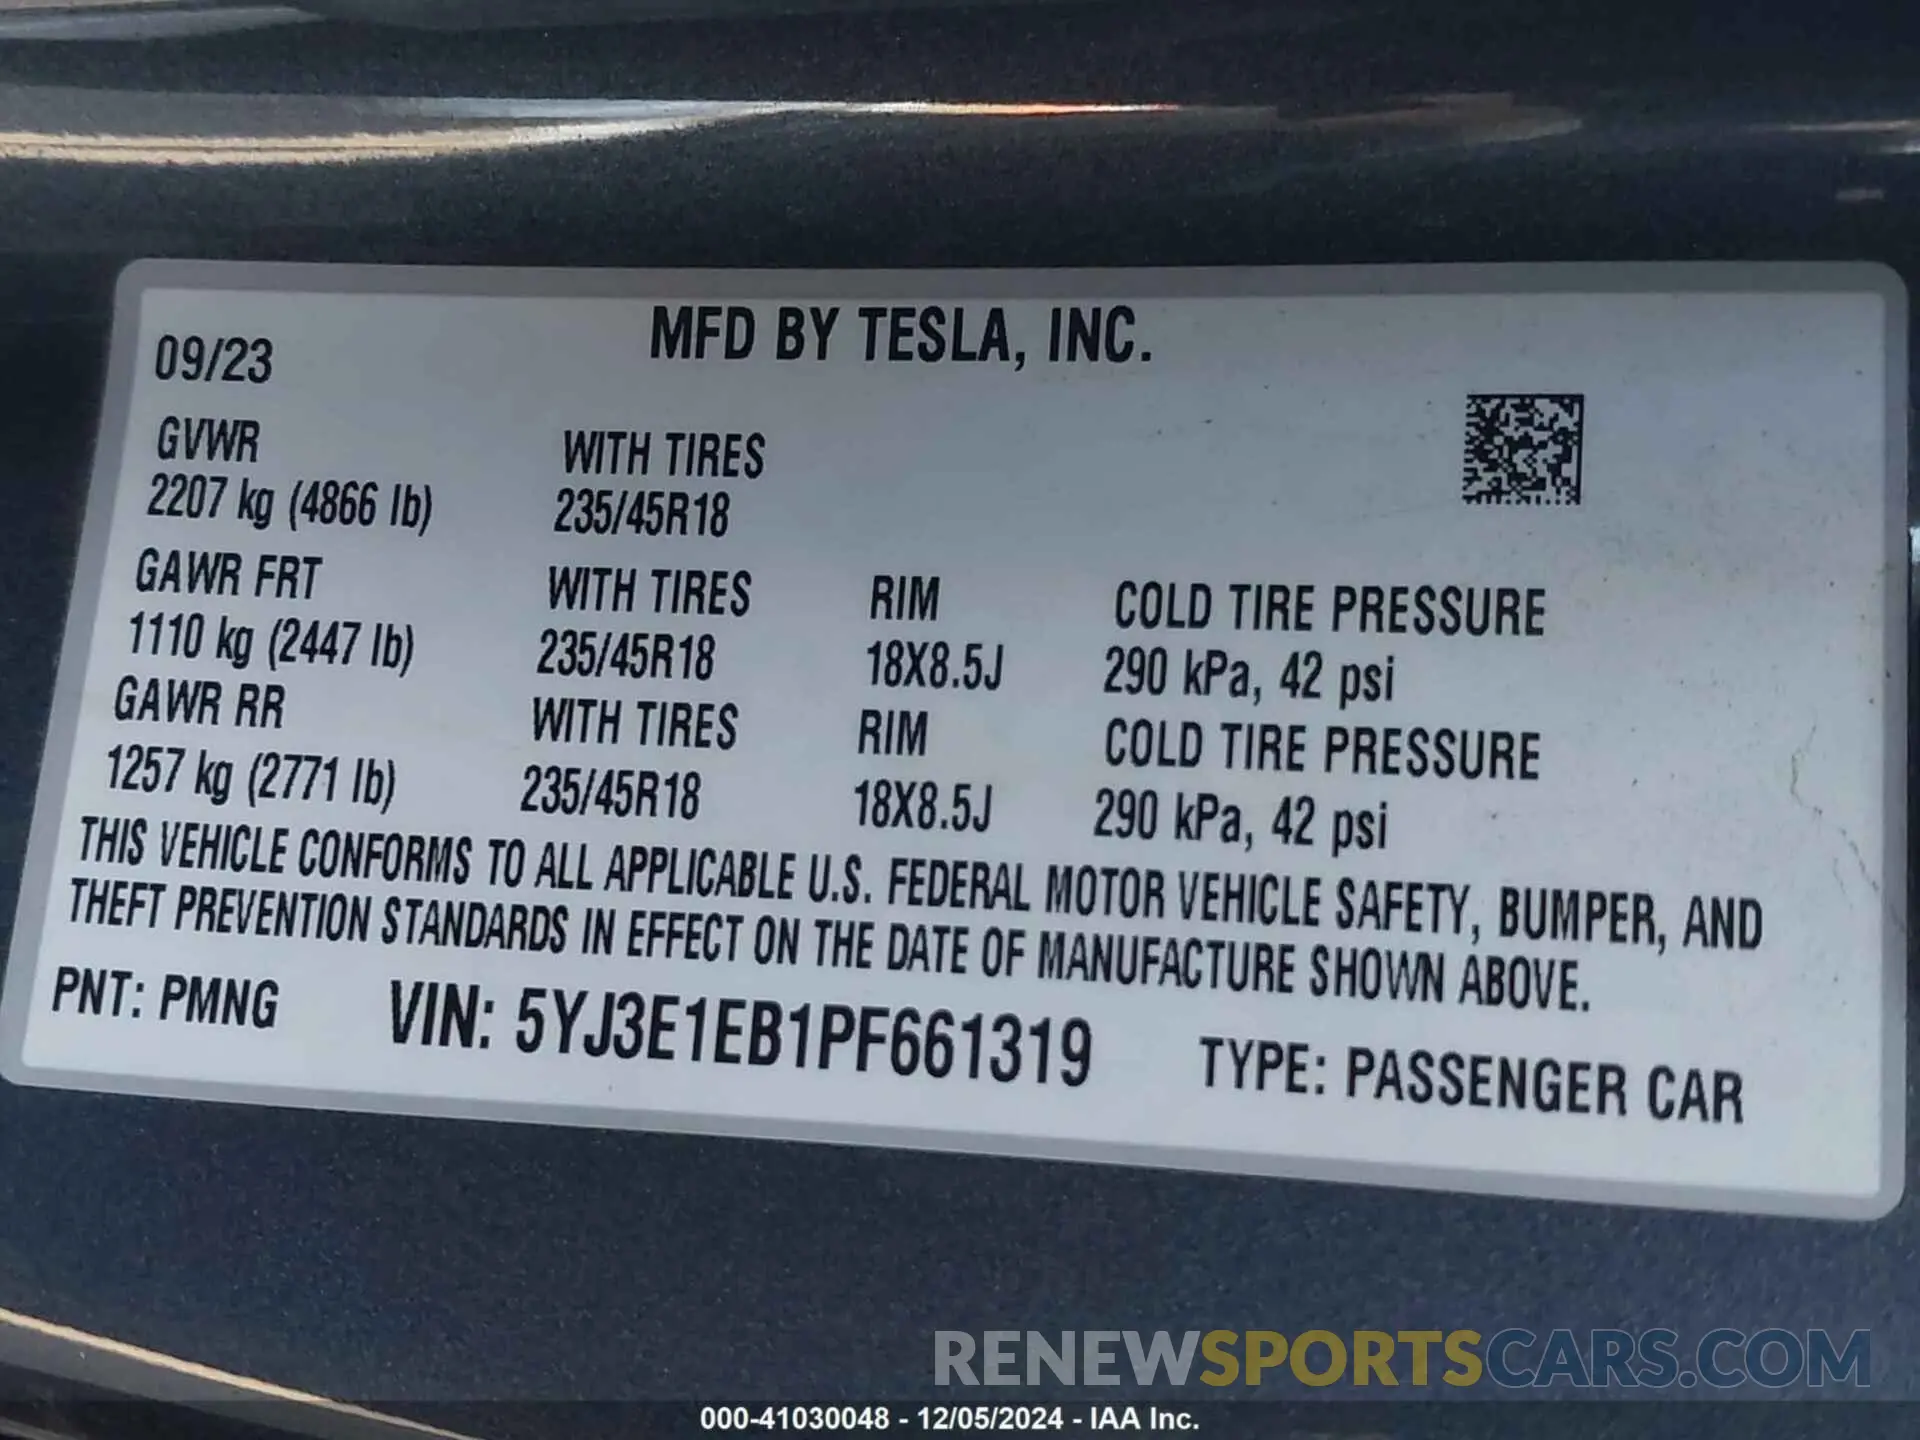 MFD BY TESLA, INC.
09/23
GVWR WITH TIRES
2207 kg (4866 lb) 235/45R18
GAWR FRT WITH TIRES RIM COLD TIRE PRESSURE
1110 kg (2447 lb) 235/45R18 18X8.5J 290 kPa, 42 psi
GAWR RR WITH TIRES RIM COLD TIRE PRESSURE
1257 kg (2771 lb) 235/45R18 18X8.5J 290 kPa, 42 psi
THIS VEHICLE CONFORMS TO ALL APPLICABLE U.S. FEDERAL MOTOR VEHICLE SAFETY, BUMPER, AND
THEFT PREVENTION STANDARDS IN EFFECT ON THE DATE OF MANUFACTURE SHOWN ABOVE.
PNT: PMNG VIN: 5YJ3E1EB1PF661319 TYPE: PASSENGER CAR
RENEWSPORTSCARS.COM
000-41030048 - 12/05/2024 - IAA Inc.